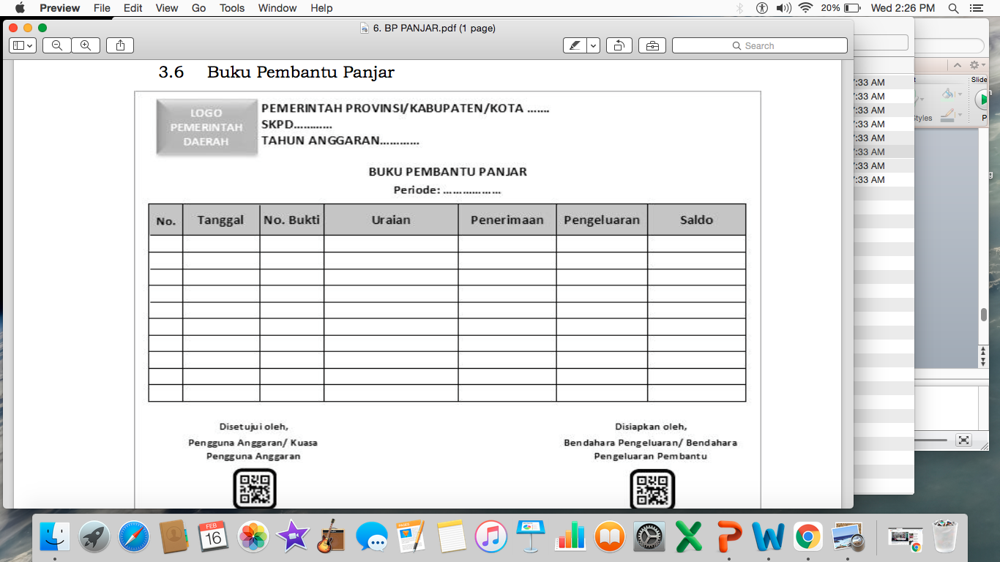 Preview File Edit View Go Tools Window Help 20% Wed 2:26 PM
6. BP PANJAR.pdf (1 page)
Search
3.6 Buku Pembantu Panjar
LOGO
PEMERINTAH
DAERAH
PEMERINTAH PROVINSI/KABUPATEN/KOTA .......
SKPD............
TAHUN ANGGARAN............
BUKU PEMBANTU PANJAR
Periode: ..................
No. Tanggal No. Bukti Uraian Penerimaan Pengeluaran Saldo
Disetujui oleh,
Pengguna Anggaran/ Kuasa
Pengguna Anggaran
Disiapkan oleh,
Bendahara Pengeluaran/ Bendahara
Pengeluaran Pembantu
:33 AM
:33 AM
:33 AM
:33 AM
:33 AM
:33 AM
:33 AM
:33 AM
Slide
tyles
P
FEB
16
PAGES